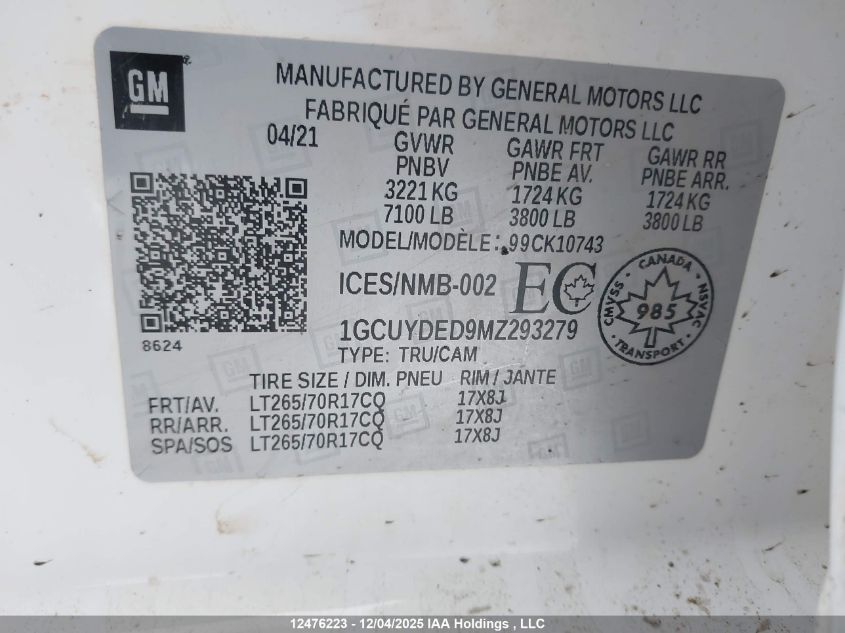 GM
MANUFACTURED BY GENERAL MOTORS LLC
FABRIQUÉ PAR GENERAL MOTORS LLC
04/21 GVWR GAWR FRT GAWR RR
PNBV PNBE AV. PNBE ARR.
3221 KG 1724 KG 1724 KG
7100 LB 3800 LB 3800 LB
MODEL/MODÈLE: 99CK10743
ICES/NMB-002 EC
CANADA
CMVSS 985 NSVAC
TRANSPORT
1GCUYDED9MZ293279
8624
TYPE: TRU/CAM
TIRE SIZE / DIM. PNEU RIM / JANTE
FRT/AV. LT265/70R17CQ 17X8J
RR/ARR. LT265/70R17CQ 17X8J
SPA/SOS LT265/70R17CQ 17X8J
12476223 - 12/04/2025 IAA Holdings , LLC